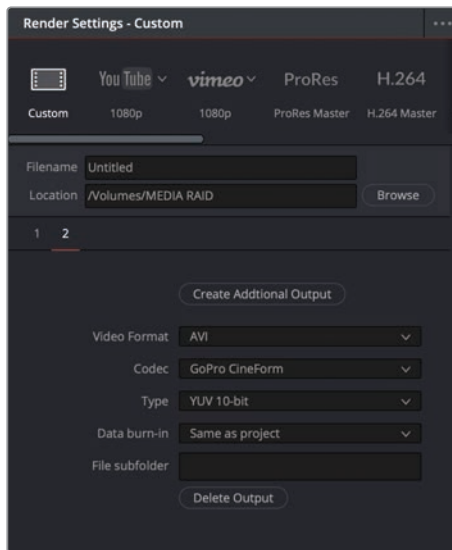 Render Settings - Custom
YouTube vimeo ProRes H.264
Custom 1080p 1080p ProRes Master H.264 Master
Filename Untitled
Location /Volumes/MEDIA RAID Browse
1 2
Create Addtional Output
Video Format AVI
Codec GoPro CineForm
Type YUV 10-bit
Data burn-in Same as project
File subfolder
Delete Output